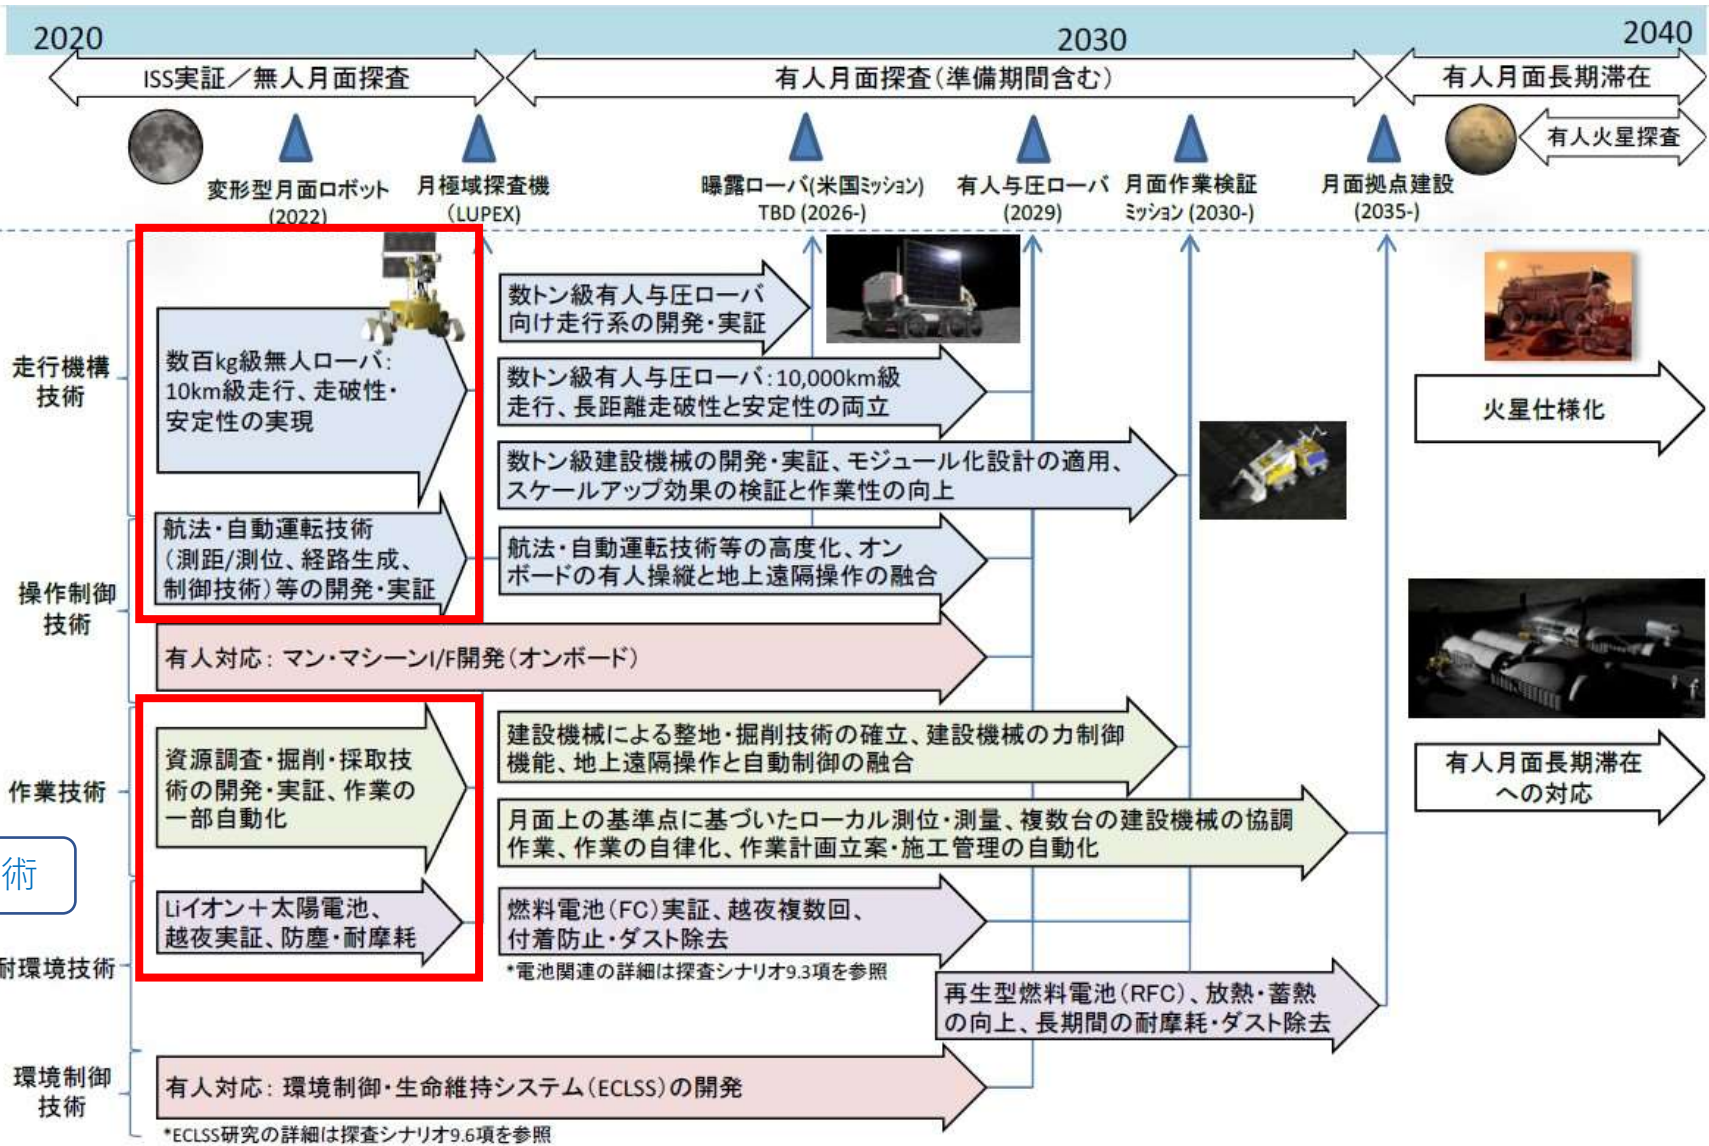 2020
2030
2040
ISS実証／無人月面探査
有人月面探査(準備期間含む)
有人月面長期滞在
有人火星探査
変形型月面ロボット
(2022)
月極域探査機
(LUPEX)
曝露ローバ(米国ミッション)
TBD (2026-)
有人与圧ローバ
(2029)
月面作業検証
ミッション (2030-)
月面拠点建設
(2035-)
走行機構
技術
数百kg級無人ローバ:
10km級走行、走破性・
安定性の実現
数トン級有人与圧ローバ
向け走行系の開発・実証
数トン級有人与圧ローバ:10,000km級
走行、長距離走破性と安定性の両立
数トン級建設機械の開発・実証、モジュール化設計の適用、
スケールアップ効果の検証と作業性の向上
火星仕様化
操作制御
技術
航法・自動運転技術
(測距/測位、経路生成、
制御技術)等の開発・実証
航法・自動運転技術等の高度化、オン
ボードの有人操縦と地上遠隔操作の融合
有人対応: マン・マシーンI/F開発(オンボード)
作業技術
資源調査・掘削・採取技
術の開発・実証、作業の
一部自動化
建設機械による整地・掘削技術の確立、建設機械の力制御
機能、地上遠隔操作と自動制御の融合
月面上の基準点に基づいたローカル測位・測量、複数台の建設機械の協調
作業、作業の自律化、作業計画立案・施工管理の自動化
有人月面長期滞在
への対応
術
耐環境技術
Liイオン＋太陽電池、
越夜実証、防塵・耐摩耗
燃料電池(FC)実証、越夜複数回、
付着防止・ダスト除去
*電池関連の詳細は探査シナリオ9.3項を参照
再生型燃料電池(RFC)、放熱・蓄熱
の向上、長期間の耐摩耗・ダスト除去
環境制御
技術
有人対応: 環境制御・生命維持システム(ECLSS)の開発
*ECLSS研究の詳細は探査シナリオ9.6項を参照